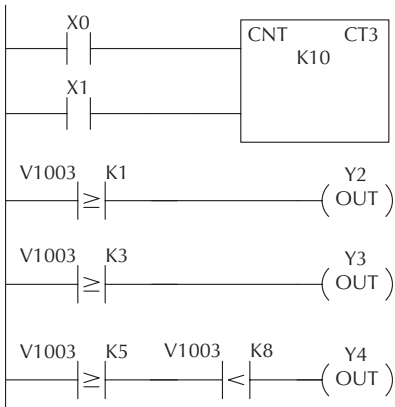 X0
CNT CT3
K10
X1
V1003 K1 Y2
≥ OUT
V1003 K3 Y3
≥ OUT
V1003 K5 V1003 K8 Y4
≥ < OUT